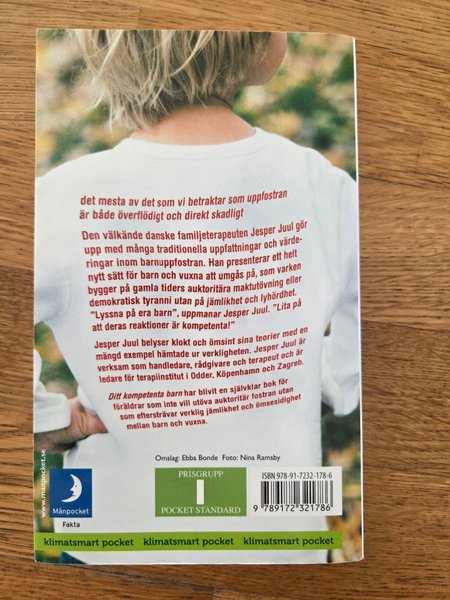 det mesta av det som vi betraktar som uppfostran
är både överflödigt och direkt skadligt
Den välkände danske familjeterapeuten Jesper Juul gör
upp med många traditionella uppfattningar och värde-
ringar inom barnuppfostran. Han presenterar ett helt
nytt sätt för barn och vuxna att umgås på, som varken
bygger på gamla tiders auktoritära maktutövning eller
demokratisk tyranni utan på jämlikhet och lyhördhet.
"Lyssna på era barn", uppmanar Jesper Juul. "Lita på
att deras reaktioner är kompetenta!"
Jesper Juul belyser klokt och ömsint sina teorier med en
mängd exempel hämtade ur verkligheten. Jesper Juul är
verksam som handledare, rådgivare och terapeut och är
ledare för terapiinstitut i Odder, Köpenhamn och Zagreb.
Ditt kompetenta barn har blivit en självklar bok för
föräldrar som inte vill utöva auktoritär fostran utan
som eftersträvar verklig jämlikhet och ömsesidighet
mellan barn och vuxna.
Omslag: Ebba Bonde Foto: Nina Ramsby
www.manpocket.se
Månpocket
Fakta
PRISGRUPP
1
POCKET STANDARD
ISBN 978-91-7232-178-6
9 789172 321786
klimatsmart pocket klimatsmart pocket klimatsmart pocket